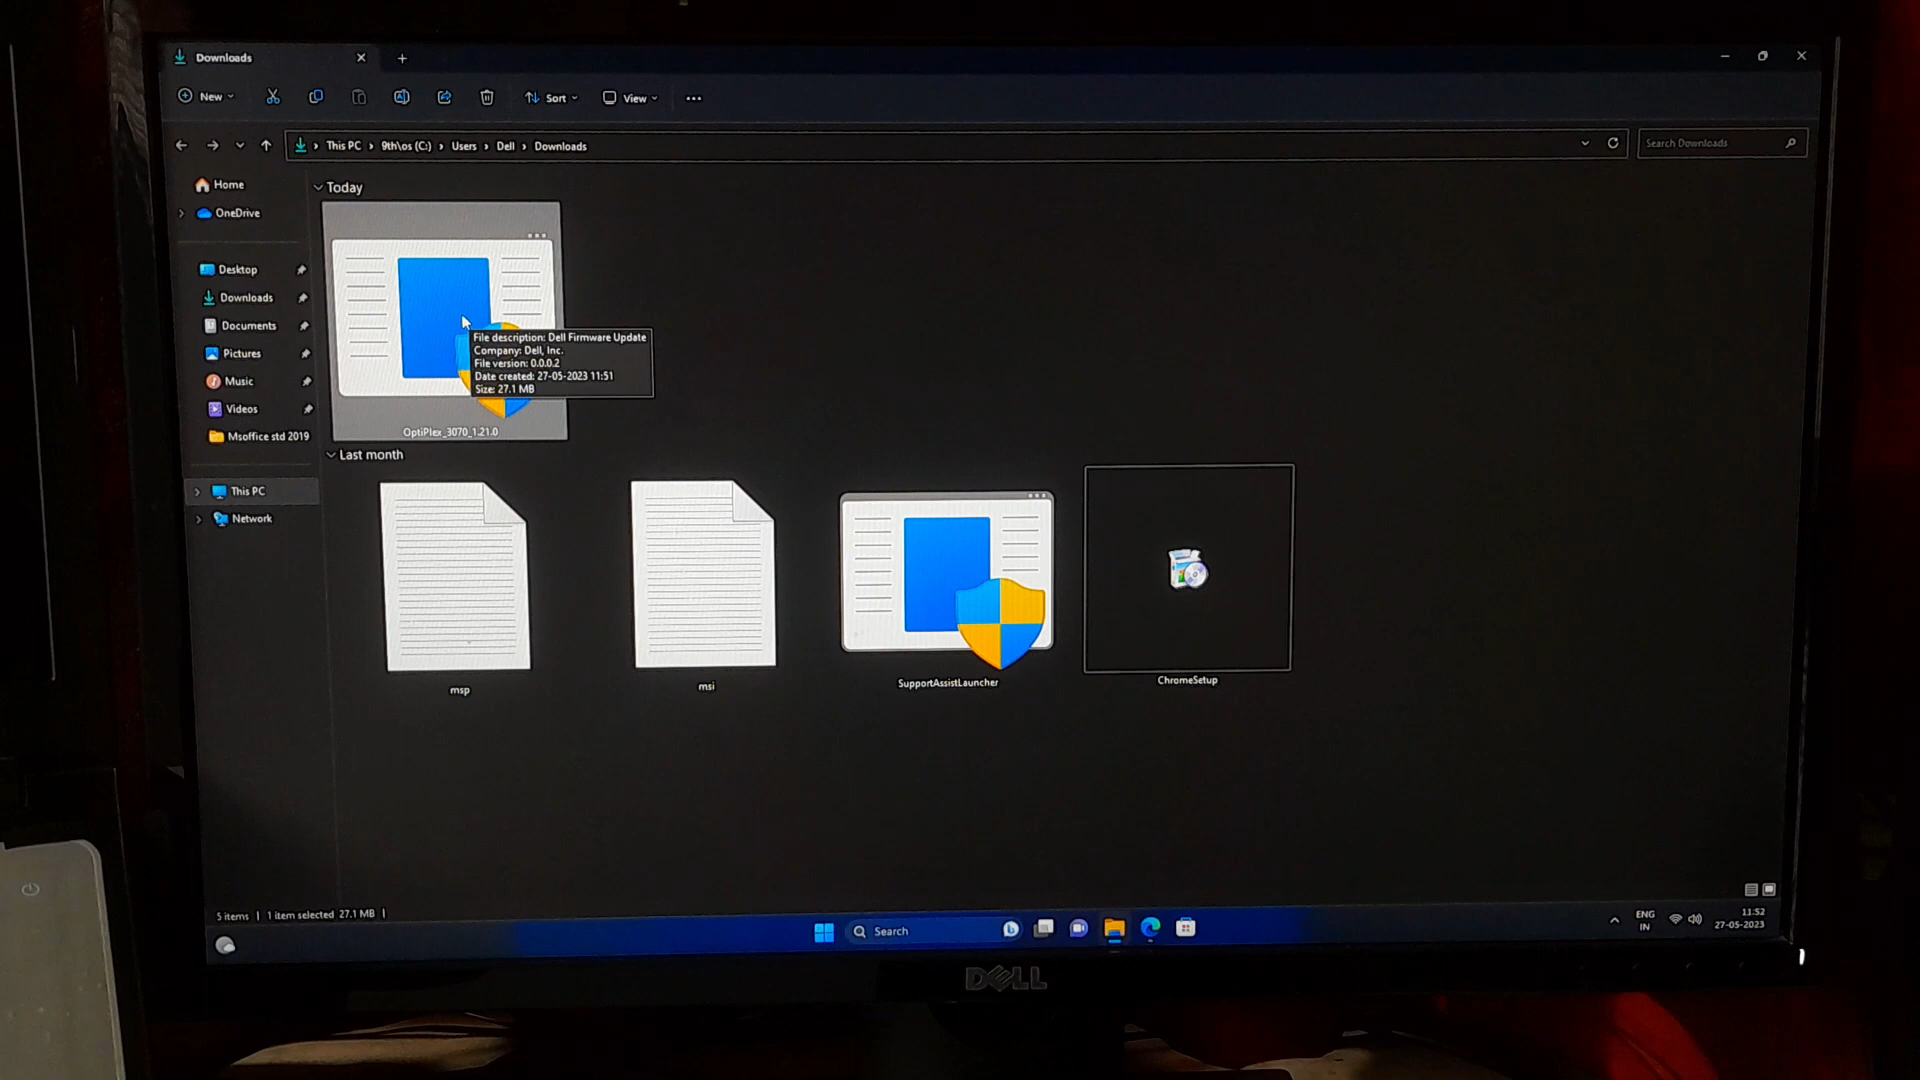 Downloads
New
Sort
View
This PC > 9th\os (C:) > Users > Dell > Downloads
Search Downloads
Home
OneDrive
Desktop
Downloads
Documents
Pictures
Music
Videos
Msoffice std 2019
This PC
Network
Today
File description: Dell Firmware Update
Company: Dell, Inc.
File version: 0.0.0.2
Date created: 27-05-2023 11:51
Size: 27.1 MB
OptiPlex_3070_1.21.0
Last month
msp
msi
SupportAssistLauncher
ChromeSetup
5 items | 1 item selected 27.1 MB |
Search
ENG
IN
11:52
27-05-2023
DELL